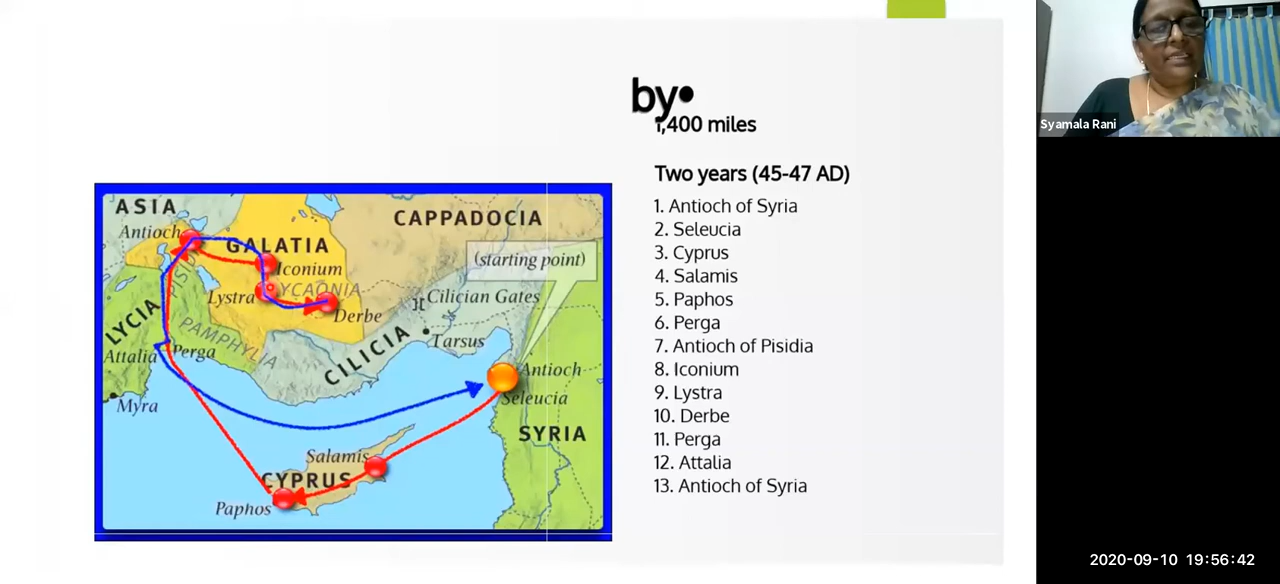 by•
1,400 miles
Two years (45-47 AD)
1. Antioch of Syria
2. Seleucia
3. Cyprus
4. Salamis
5. Paphos
6. Perga
7. Antioch of Pisidia
8. Iconium
9. Lystra
10. Derbe
11. Perga
12. Attalia
13. Antioch of Syria
ASIA
Antioch
GALATIA
CAPPADOCIA
(starting point)
Iconium
PISID
Lystra
YCAONIA
Derbe
Cilician Gates
LYCIA
PAMPHYLIA
CILICIA
Tarsus
Attalia
Perga
Antioch
Seleucia
Myra
SYRIA
Salamis
CYPRUS
Paphos
Syamala Rani
2020-09-10 19:56:42